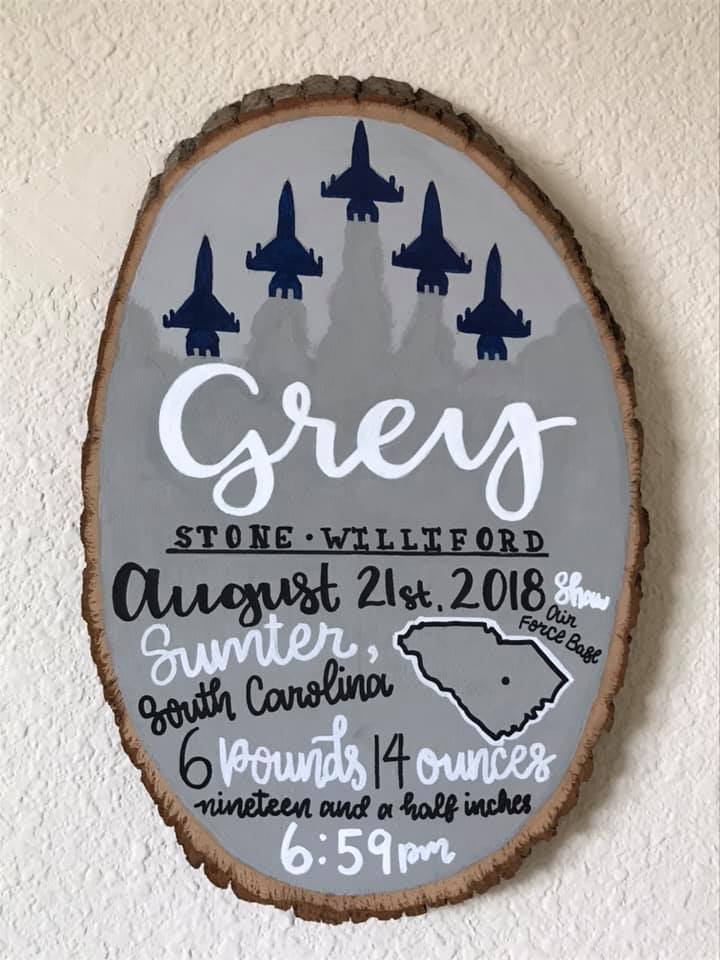 Grey
STONE · WILLIFORD
August 21st, 2018 Shaw
Air
Force Base
Sumter,
South Carolina
6 pounds 14 ounces
nineteen and a half inches
6:59pm